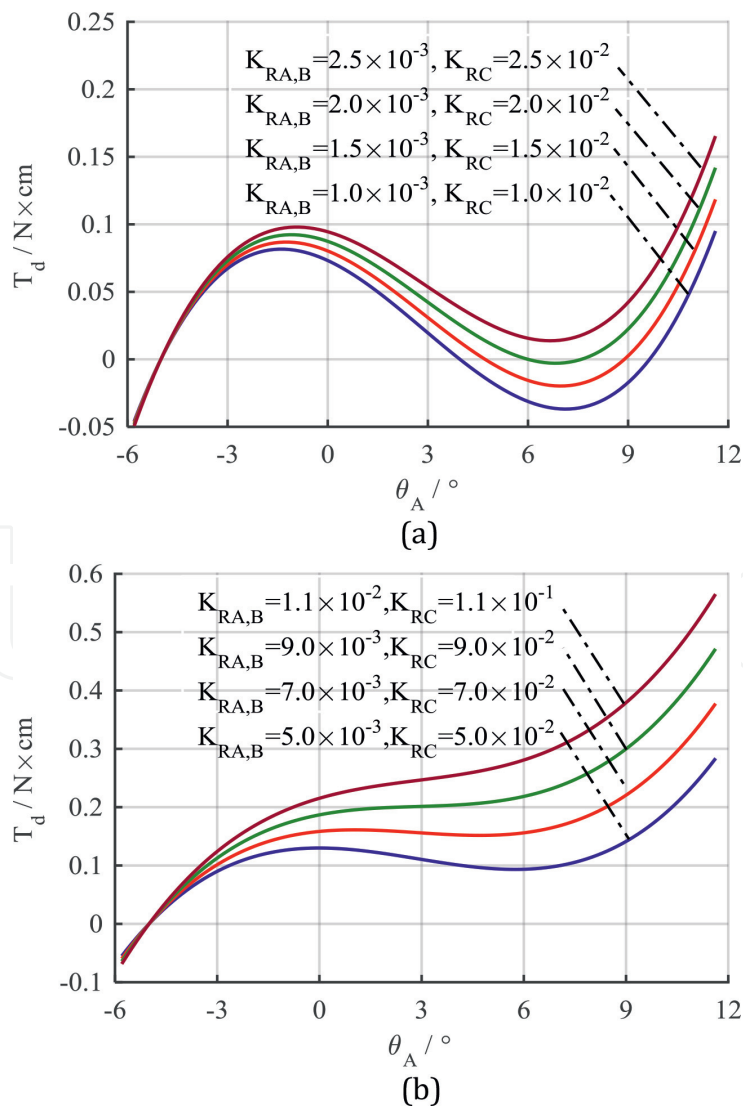 0.25
K_RA,B=2.5×10^-3, K_RC=2.5×10^-2
0.2
K_RA,B=2.0×10^-3, K_RC=2.0×10^-2
0.15
K_RA,B=1.5×10^-3, K_RC=1.5×10^-2
K_RA,B=1.0×10^-3, K_RC=1.0×10^-2
0.1
0.05
0
-0.05
T_d / N×cm
-6 -3 0 3 6 9 12
θ_A / °
(a)
0.6
K_RA,B=1.1×10^-2,K_RC=1.1×10^-1
0.5
K_RA,B=9.0×10^-3,K_RC=9.0×10^-2
0.4
K_RA,B=7.0×10^-3,K_RC=7.0×10^-2
K_RA,B=5.0×10^-3,K_RC=5.0×10^-2
0.3
0.2
0.1
0
-0.1
T_d / N×cm
-6 -3 0 3 6 9 12
θ_A / °
(b)